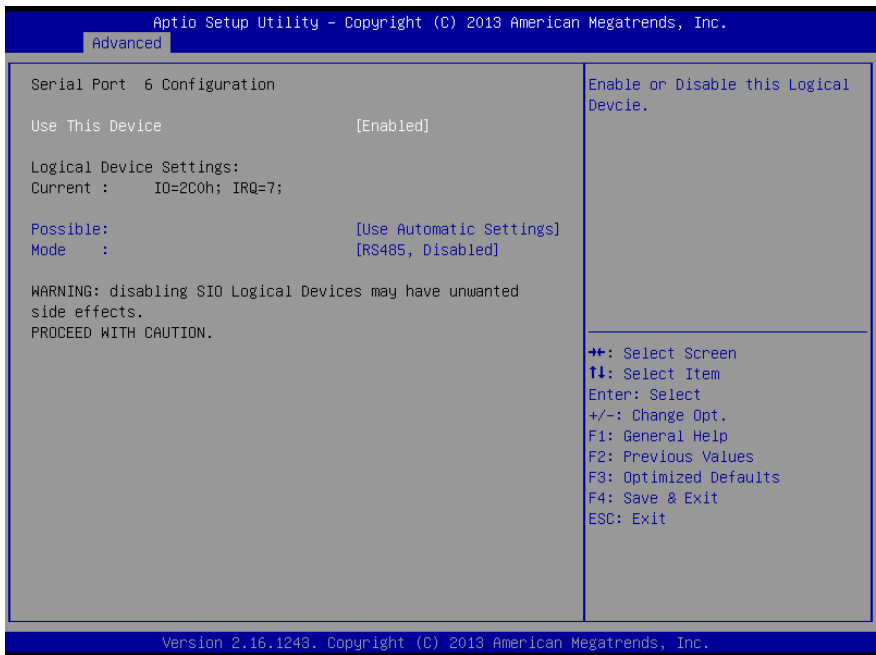 Aptio Setup Utility – Copyright (C) 2013 American Megatrends, Inc.
Advanced
Serial Port 6 Configuration
Use This Device [Enabled]
Logical Device Settings:
Current : IO=2C0h; IRQ=7;
Possible: [Use Automatic Settings]
Mode : [RS485, Disabled]
WARNING: disabling SIO Logical Devices may have unwanted
side effects.
PROCEED WITH CAUTION.
Enable or Disable this Logical
Devcie.
→←: Select Screen
↑↓: Select Item
Enter: Select
+/-: Change Opt.
F1: General Help
F2: Previous Values
F3: Optimized Defaults
F4: Save & Exit
ESC: Exit
Version 2.16.1243. Copyright (C) 2013 American Megatrends, Inc.